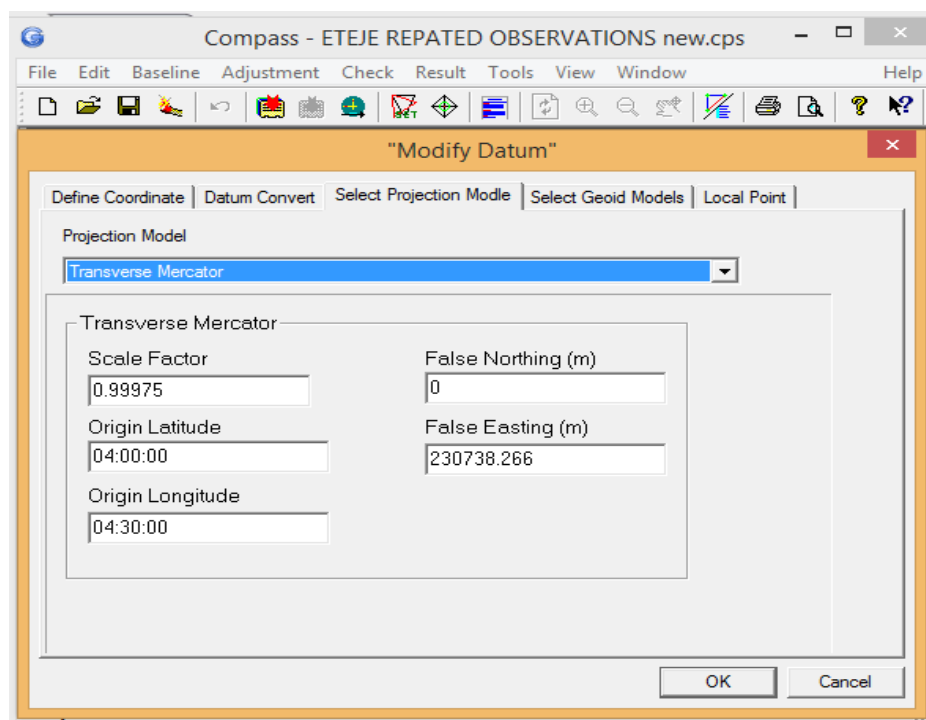 Compass - ETEJE REPATED OBSERVATIONS new.cps
File Edit Baseline Adjustment Check Result Tools View Window Help
"Modify Datum"
Define Coordinate Datum Convert Select Projection Modle Select Geoid Models Local Point
Projection Model
Transverse Mercator
Transverse Mercator
Scale Factor False Northing (m)
0.99975 0
Origin Latitude False Easting (m)
04:00:00 230738.266
Origin Longitude
04:30:00
OK Cancel